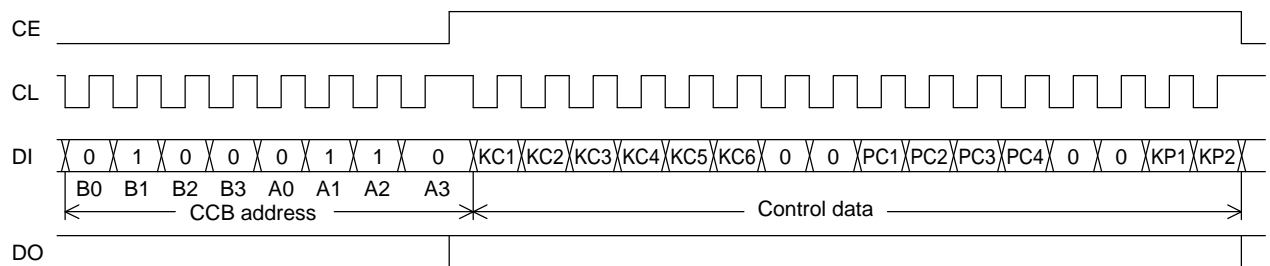 CE
CL
DI 0 1 0 0 0 1 1 0 KC1 KC2 KC3 KC4 KC5 KC6 0 0 PC1 PC2 PC3 PC4 0 0 KP1 KP2
B0 B1 B2 B3 A0 A1 A2 A3
CCB address Control data
DO